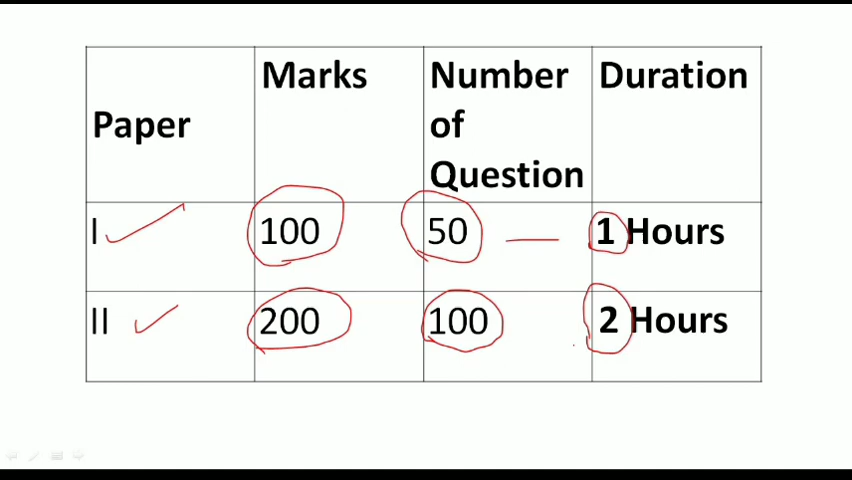 Paper Marks Number of Question Duration
I 100 50 1 Hours
II 200 100 2 Hours